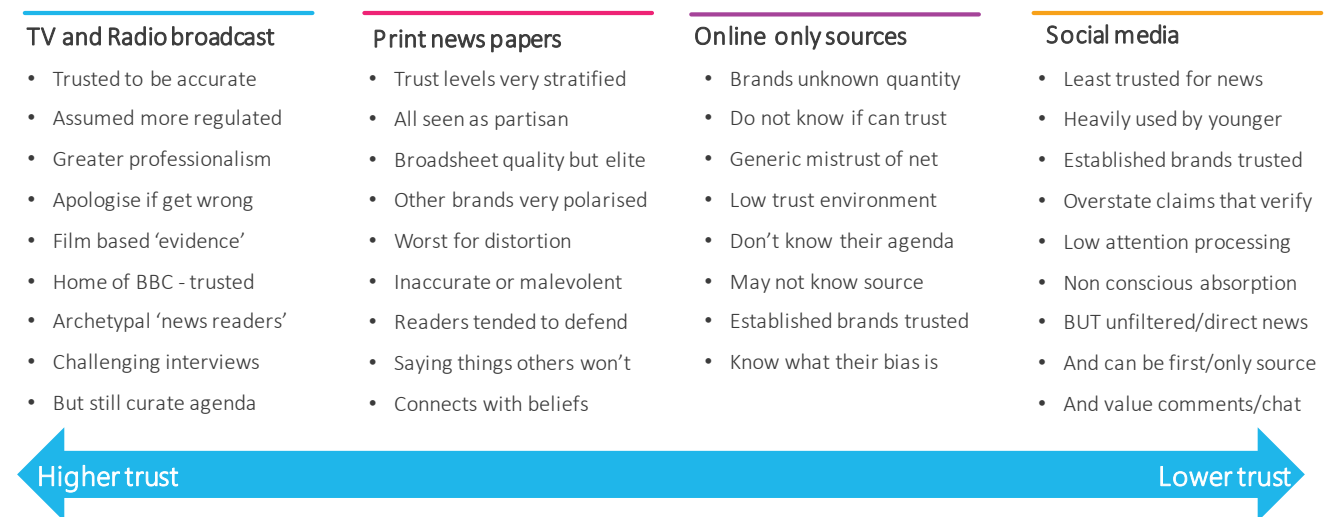 TV and Radio broadcast
• Trusted to be accurate
• Assumed more regulated
• Greater professionalism
• Apologise if get wrong
• Film based ‘evidence’
• Home of BBC - trusted
• Archetypal ‘news readers’
• Challenging interviews
• But still curate agenda
Print news papers
• Trust levels very stratified
• All seen as partisan
• Broadsheet quality but elite
• Other brands very polarised
• Worst for distortion
• Inaccurate or malevolent
• Readers tended to defend
• Saying things others won’t
• Connects with beliefs
Online only sources
• Brands unknown quantity
• Do not know if can trust
• Generic mistrust of net
• Low trust environment
• Don’t know their agenda
• May not know source
• Established brands trusted
• Know what their bias is
Social media
• Least trusted for news
• Heavily used by younger
• Established brands trusted
• Overstate claims that verify
• Low attention processing
• Non conscious absorption
• BUT unfiltered/direct news
• And can be first/only source
• And value comments/chat
Higher trust
Lower trust